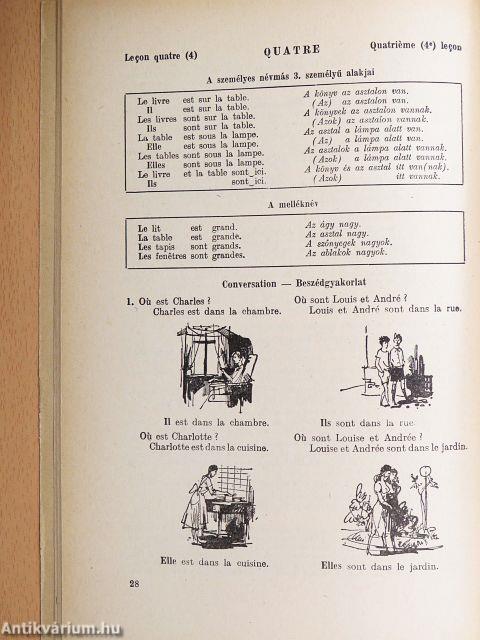 Leçon quatre (4) QUATRE Quatrième (4e) leçon
A személyes névmás 3. személyű alakjai
Le livre est sur la table. A könyv az asztalon van.
Il est sur la table. (Az) az asztalon van.
Les livres sont sur la table. A könyvek az asztalon vannak.
Ils sont sur la table. (Azok) az asztalon vannak.
La table est sous la lampe. Az asztal a lámpa alatt van.
Elle est sous la lampe. (Az) a lámpa alatt van.
Les tables sont sous la lampe. Az asztalok a lámpa alatt vannak.
Elles sont sous la lampe. (Azok) a lámpa alatt vannak.
Le livre et la table sont‿ici. A könyv és az asztal itt van(nak).
Ils sont‿ici. (Azok) itt vannak.
A melléknév
Le lit est grand. Az ágy nagy.
La table est grande. Az asztal nagy.
Les tapis sont grands. A szőnyegek nagyok.
Les fenêtres sont grandes. Az ablakok nagyok.
Conversation — Beszédgyakorlat
1. Où est Charles ? Où sont Louis et André ?
Charles est dans la chambre. Louis et André sont dans la rue.
Il est dans la chambre. Ils sont dans la rue.
Où est Charlotte ? Où sont Louise et Andrée ?
Charlotte est dans la cuisine. Louise et Andrée sont dans le jardin.
Elle est dans la cuisine. Elles sont dans le jardin.
28
Antikvárium.hu